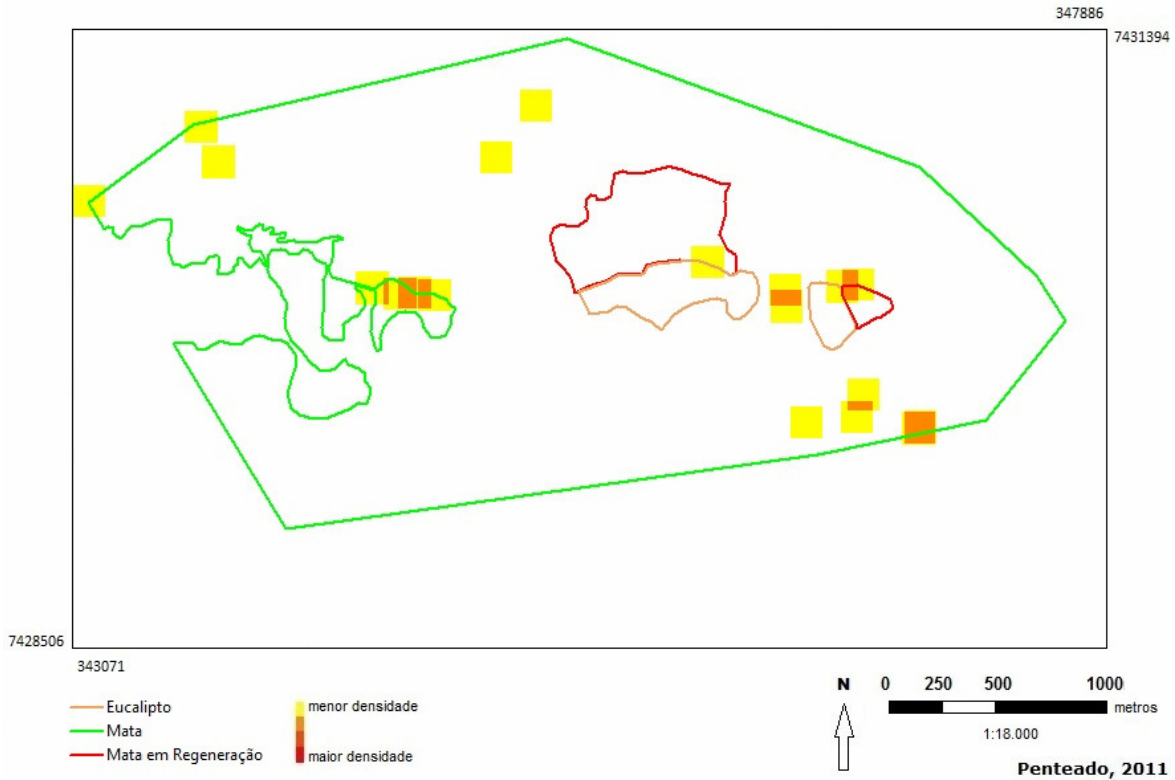 347886
7431394
7428506
343071
Eucalipto
Mata
Mata em Regeneração
menor densidade
maior densidade
N
0 250 500 1000
metros
1:18.000
Penteado, 2011